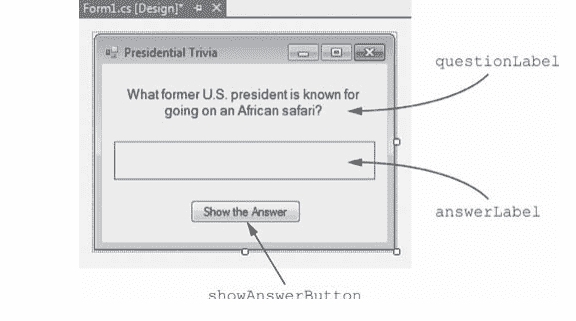 Form1.cs [Design]*
Presidential Trivia
questionLabel
What former U.S. president is known for
going on an African safari?
answerLabel
Show the Answer
showAnswerButton